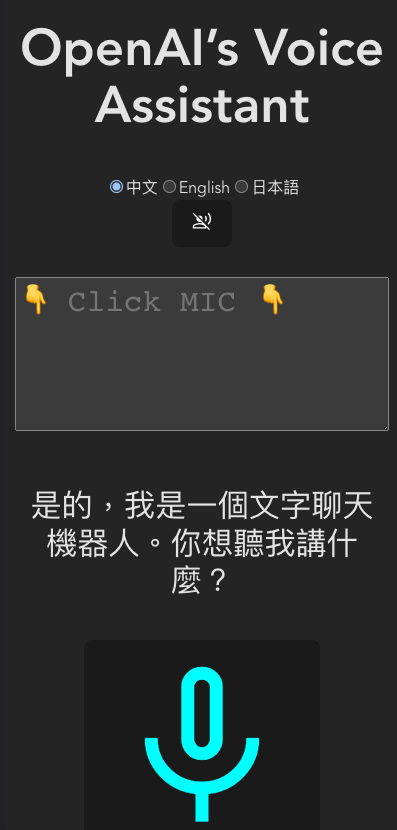 OpenAI’s Voice
Assistant
中文 English 日本語
👇 Click MIC 👇
是的，我是一個文字聊天
機器人。你想聽我講什
麼？